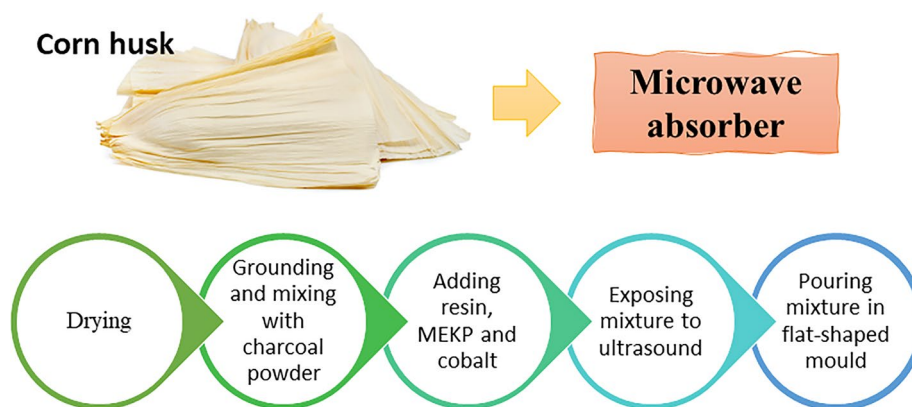 Corn husk
Microwave
absorber
Drying
Grounding
and mixing
with
charcoal
powder
Adding
resin,
MEKP and
cobalt
Exposing
mixture to
ultrasound
Pouring
mixture in
flat-shaped
mould